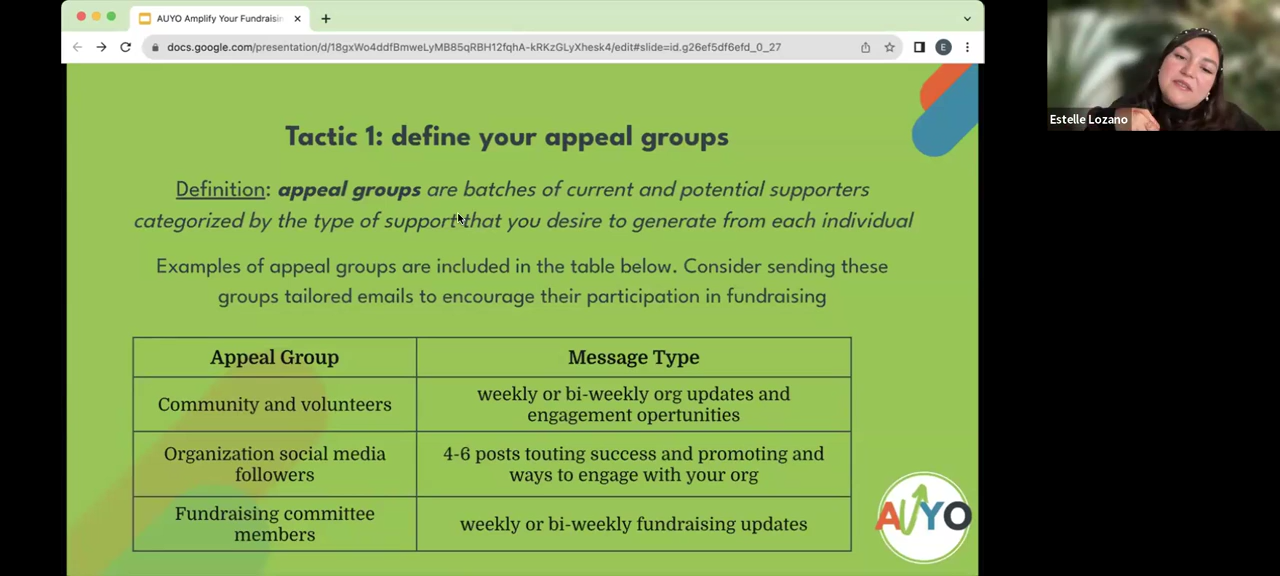 AUYO Amplify Your Fundraisin
docs.google.com/presentation/d/18gxWo4ddfBmweLyMB85qRBH12fqhA-kRKzGLyXhesk4/edit#slide=id.g26ef5df6efd_0_27
E
Estelle Lozano
Tactic 1: define your appeal groups
Definition: appeal groups are batches of current and potential supporters
categorized by the type of support that you desire to generate from each individual
Examples of appeal groups are included in the table below. Consider sending these
groups tailored emails to encourage their participation in fundraising
Appeal Group
Message Type
Community and volunteers
weekly or bi-weekly org updates and
engagement opertunities
Organization social media
followers
4-6 posts touting success and promoting and
ways to engage with your org
Fundraising committee
members
weekly or bi-weekly fundraising updates
AUYO